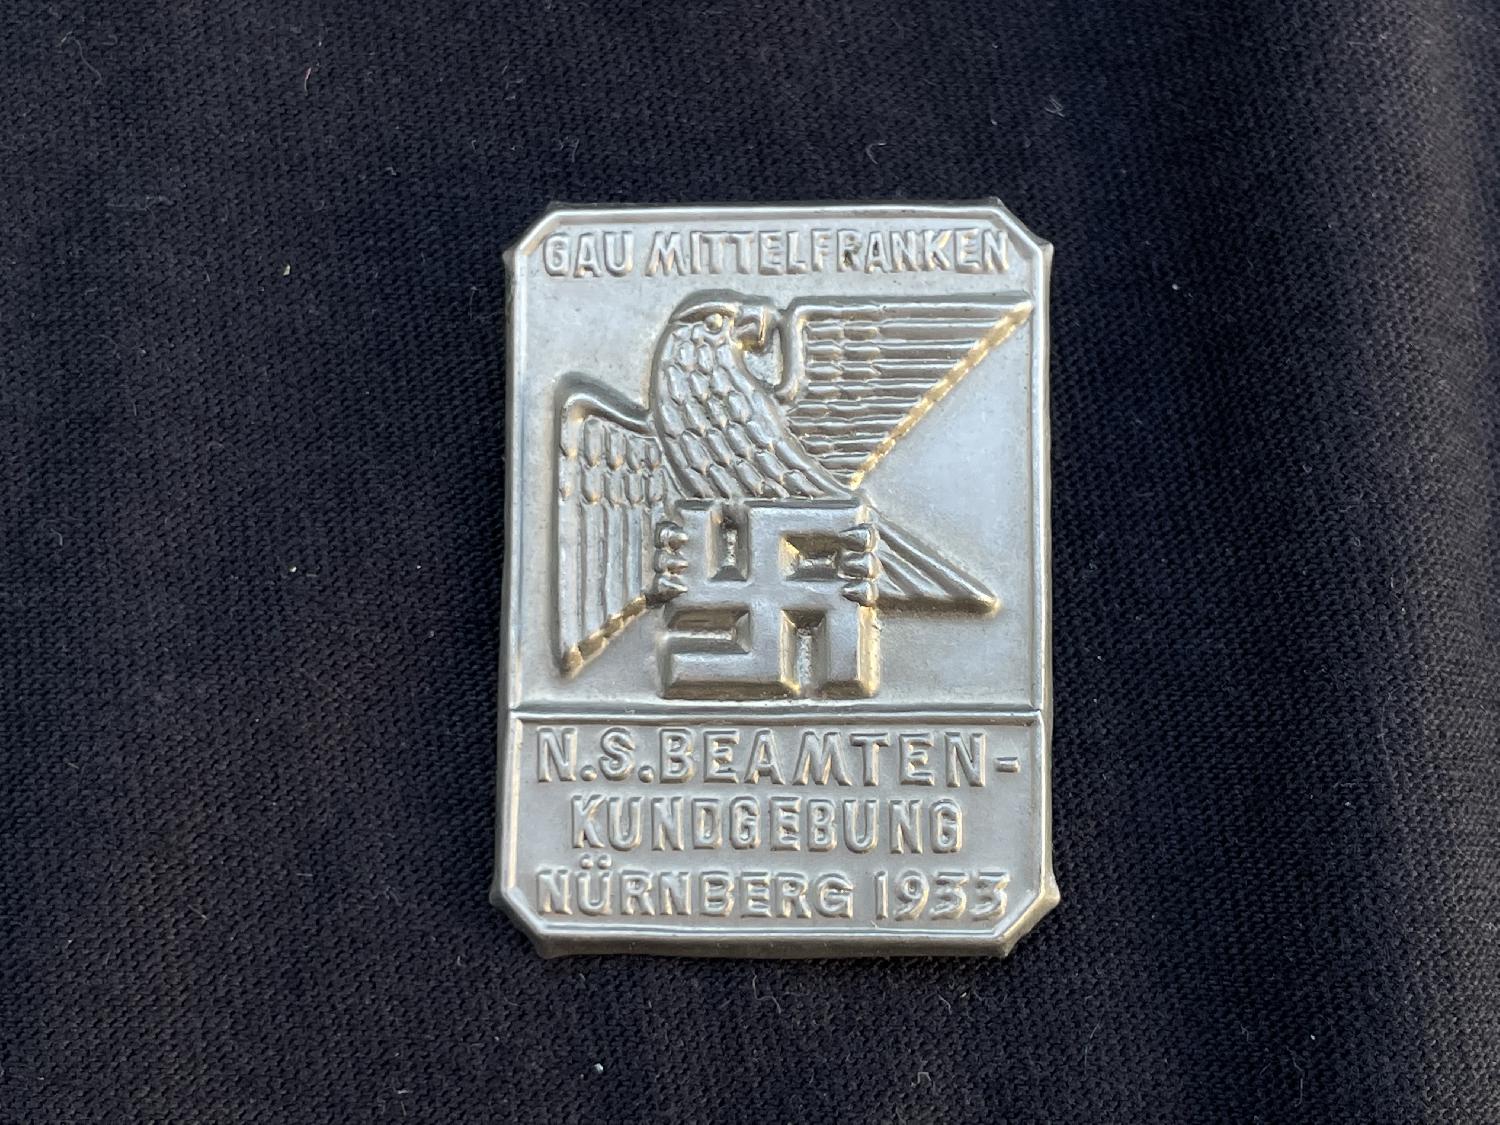 GAU MITTELFRANKEN
N.S.BEAMTEN-
KUNDGEBUNG
NÜRNBERG 1933